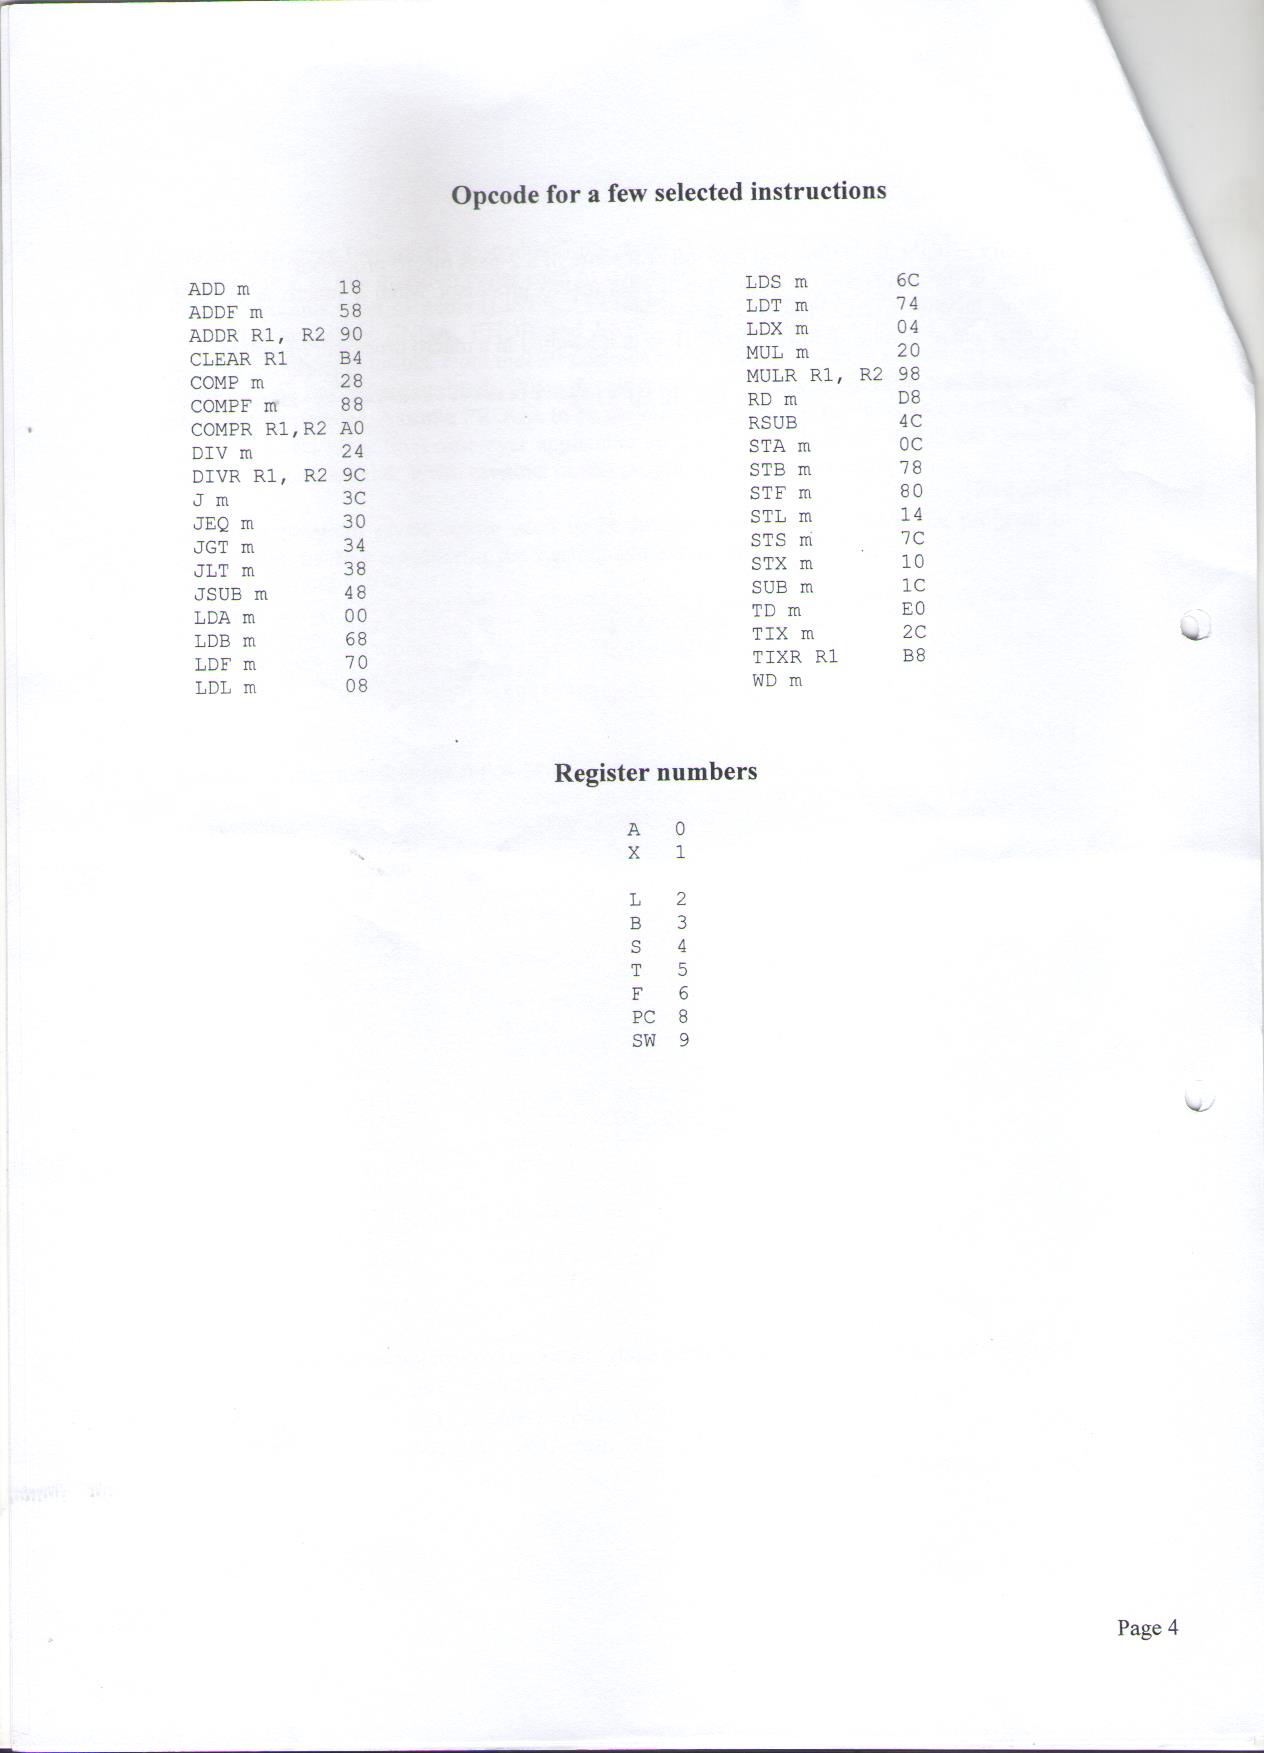 Opcode for a few selected instructions
ADD m 18
ADDF m 58
ADDR R1, R2 90
CLEAR R1 B4
COMP m 28
COMPF m 88
COMPR R1,R2 A0
DIV m 24
DIVR R1, R2 9C
J m 3C
JEQ m 30
JGT m 34
JLT m 38
JSUB m 48
LDA m 00
LDB m 68
LDF m 70
LDL m 08
LDS m 6C
LDT m 74
LDX m 04
MUL m 20
MULR R1, R2 98
RD m D8
RSUB 4C
STA m 0C
STB m 78
STF m 80
STL m 14
STS m 7C
STX m 10
SUB m 1C
TD m E0
TIX m 2C
TIXR R1 B8
WD m
Register numbers
A 0
X 1
L 2
B 3
S 4
T 5
F 6
PC 8
SW 9
Page 4